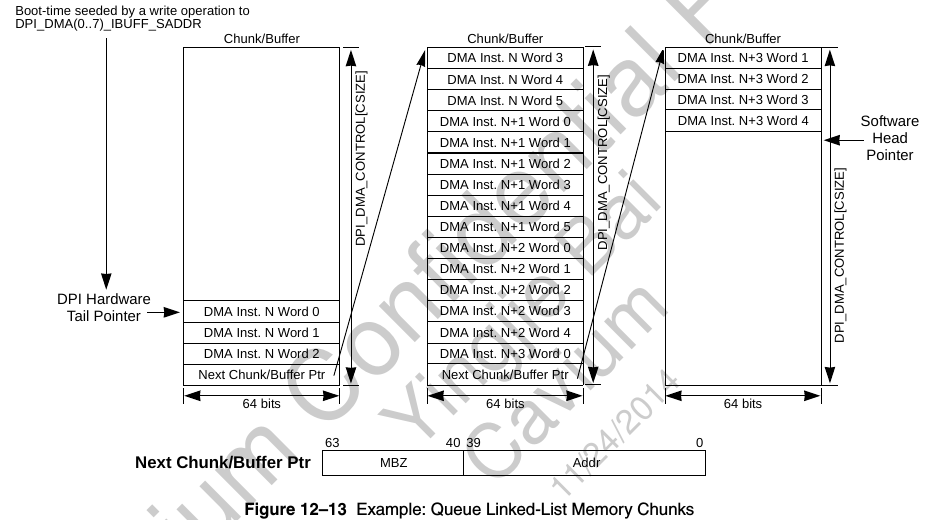 Boot-time seeded by a write operation to
DPI_DMA(0..7)_IBUFF_SADDR
Chunk/Buffer
DPI Hardware
Tail Pointer
DMA Inst. N Word 0
DMA Inst. N Word 1
DMA Inst. N Word 2
Next Chunk/Buffer Ptr
DPI_DMA_CONTROL[CSIZE]
64 bits
Chunk/Buffer
DMA Inst. N Word 3
DMA Inst. N Word 4
DMA Inst. N Word 5
DMA Inst. N+1 Word 0
DMA Inst. N+1 Word 1
DMA Inst. N+1 Word 2
DMA Inst. N+1 Word 3
DMA Inst. N+1 Word 4
DMA Inst. N+1 Word 5
DMA Inst. N+2 Word 0
DMA Inst. N+2 Word 1
DMA Inst. N+2 Word 2
DMA Inst. N+2 Word 3
DMA Inst. N+2 Word 4
DMA Inst. N+3 Word 0
Next Chunk/Buffer Ptr
DPI_DMA_CONTROL[CSIZE]
64 bits
Chunk/Buffer
DMA Inst. N+3 Word 1
DMA Inst. N+3 Word 2
DMA Inst. N+3 Word 3
DMA Inst. N+3 Word 4
Software
Head
Pointer
DPI_DMA_CONTROL[CSIZE]
64 bits
63 40 39 0
Next Chunk/Buffer Ptr MBZ Addr
Figure 12–13 Example: Queue Linked-List Memory Chunks
Confidential
Yingjie Bai
Cavium
11/24/2014